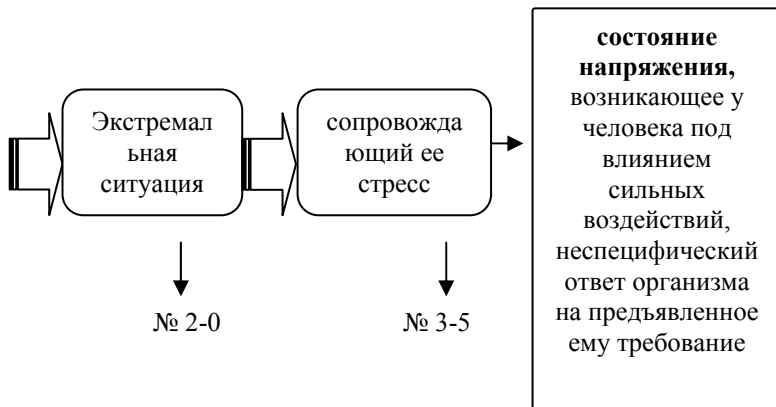 Экстремал
ьная
ситуация
сопровожда
ющий ее
стресс
состояние
напряжения,
возникающее у
человека под
влиянием
сильных
воздействий,
неспецифический
ответ организма
на предъявленное
ему требование
№ 2-0
№ 3-5